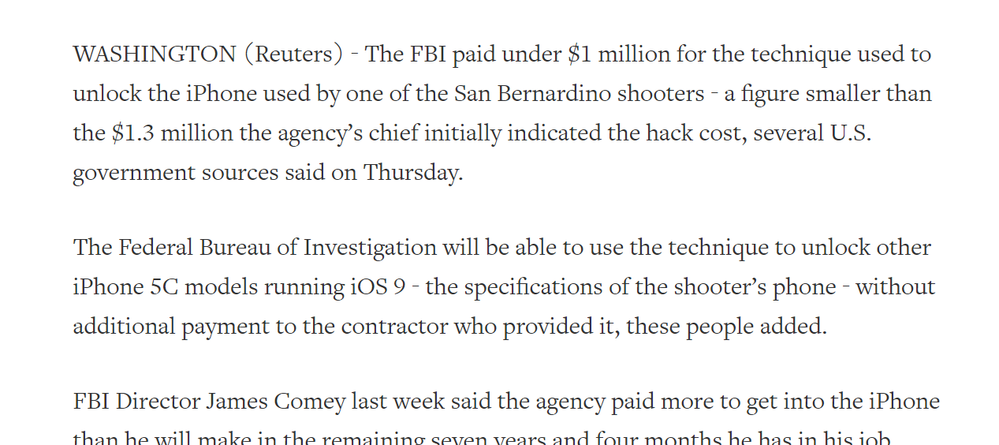 WASHINGTON (Reuters) - The FBI paid under $1 million for the technique used to
unlock the iPhone used by one of the San Bernardino shooters - a figure smaller than
the $1.3 million the agency’s chief initially indicated the hack cost, several U.S.
government sources said on Thursday.
The Federal Bureau of Investigation will be able to use the technique to unlock other
iPhone 5C models running iOS 9 - the specifications of the shooter’s phone - without
additional payment to the contractor who provided it, these people added.
FBI Director James Comey last week said the agency paid more to get into the iPhone
than he will make in the remaining seven years and four months he has in his job